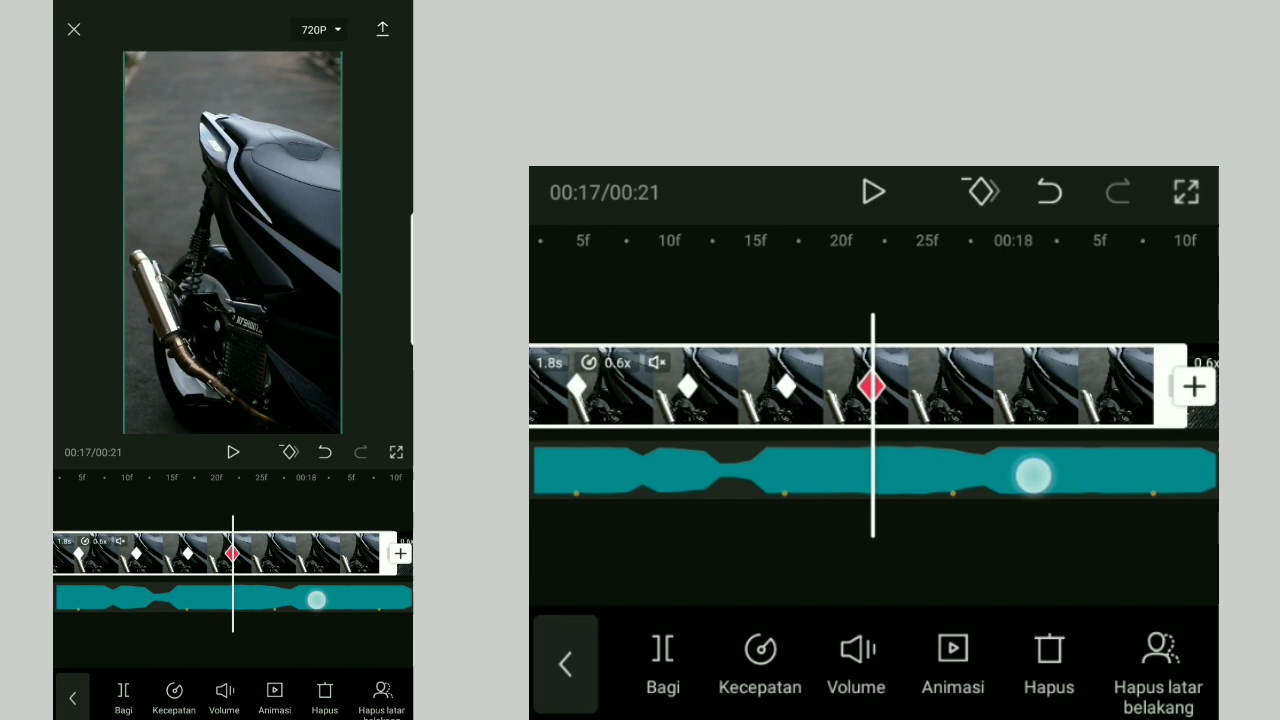 720P
00:17/00:21
5f 10f 15f 20f 25f 00:18 5f 10f
1.8s 0.6x
Bagi Kecepatan Volume Animasi Hapus Hapus latar
00:17/00:21
5f 10f 15f 20f 25f 00:18 5f 10f
1.8s 0.6x 0.6x
Bagi Kecepatan Volume Animasi Hapus Hapus latar
belakang